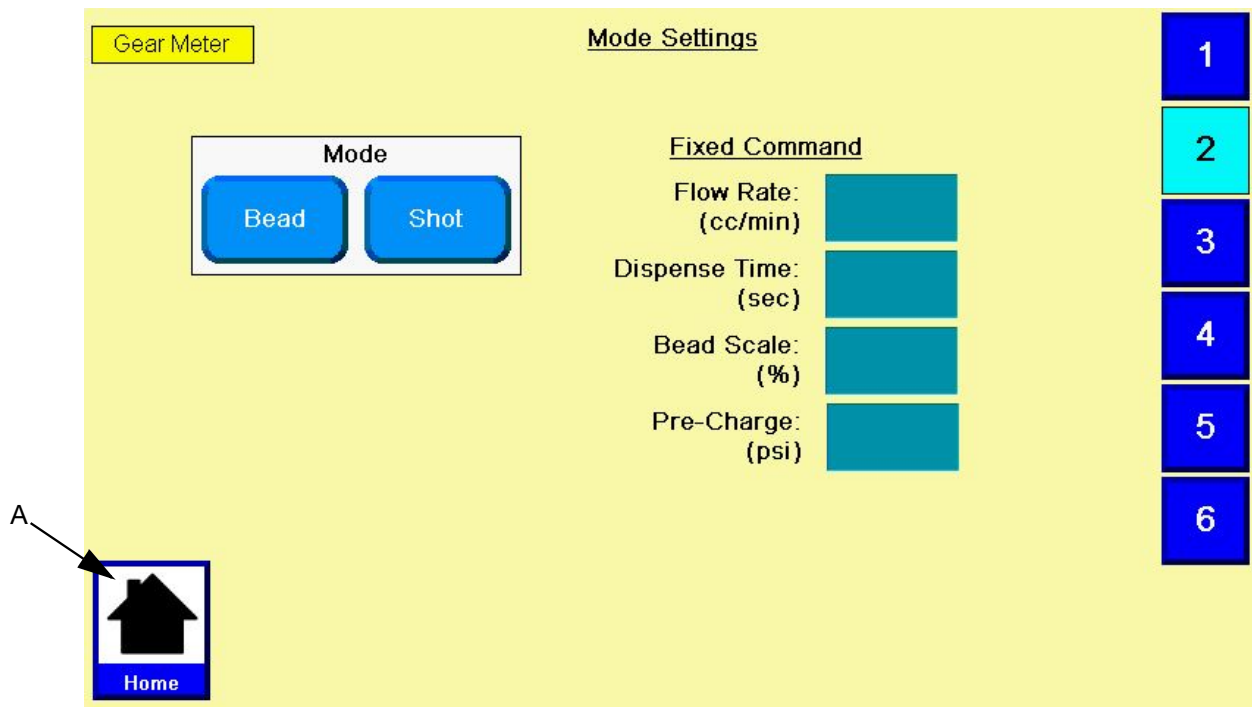 Gear Meter
Mode Settings
Mode
Bead
Shot
Fixed Command
Flow Rate:
(cc/min)
Dispense Time:
(sec)
Bead Scale:
(%)
Pre-Charge:
(psi)
1
2
3
4
5
6
A
Home